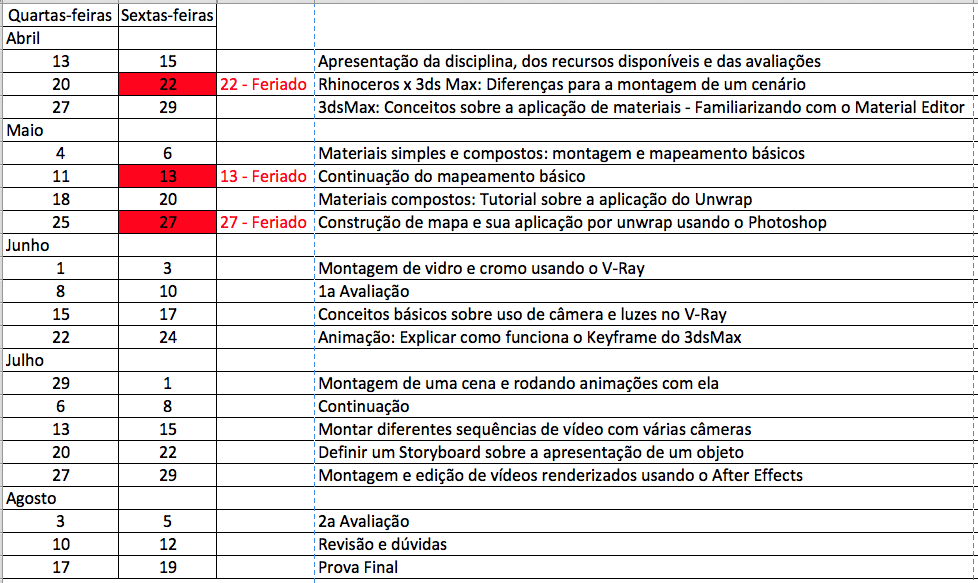 Quartas-feiras Sextas-feiras
Abril
13 15 Apresentação da disciplina, dos recursos disponíveis e das avaliações
20 22 22 - Feriado Rhinoceros x 3ds Max: Diferenças para a montagem de um cenário
27 29 3dsMax: Conceitos sobre a aplicação de materiais - Familiarizando com o Material Editor
Maio
4 6 Materiais simples e compostos: montagem e mapeamento básicos
11 13 13 - Feriado Continuação do mapeamento básico
18 20 Materiais compostos: Tutorial sobre a aplicação do Unwrap
25 27 27 - Feriado Construção de mapa e sua aplicação por unwrap usando o Photoshop
Junho
1 3 Montagem de vidro e cromo usando o V-Ray
8 10 1a Avaliação
15 17 Conceitos básicos sobre uso de câmera e luzes no V-Ray
22 24 Animação: Explicar como funciona o Keyframe do 3dsMax
Julho
29 1 Montagem de uma cena e rodando animações com ela
6 8 Continuação
13 15 Montar diferentes sequências de vídeo com várias câmeras
20 22 Definir um Storyboard sobre a apresentação de um objeto
27 29 Montagem e edição de vídeos renderizados usando o After Effects
Agosto
3 5 2a Avaliação
10 12 Revisão e dúvidas
17 19 Prova Final